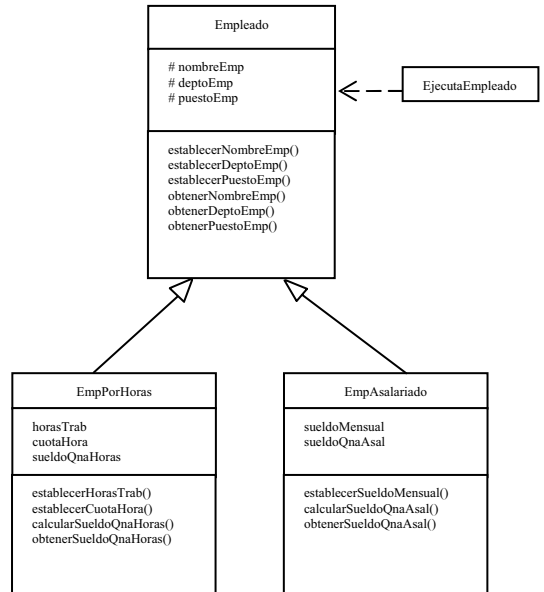 Empleado
# nombreEmp
# deptoEmp
# puestoEmp
EjecutaEmpleado
establecerNombreEmp()
establecerDeptoEmp()
establecerPuestoEmp()
obtenerNombreEmp()
obtenerDeptoEmp()
obtenerPuestoEmp()
EmpPorHoras
horasTrab
cuotaHora
sueldoQnaHoras
establecerHorasTrab()
establecerCuotaHora()
calcularSueldoQnaHoras()
obtenerSueldoQnaHoras()
EmpAsalariado
sueldoMensual
sueldoQnaAsal
establecerSueldoMensual()
calcularSueldoQnaAsal()
obtenerSueldoQnaAsal()